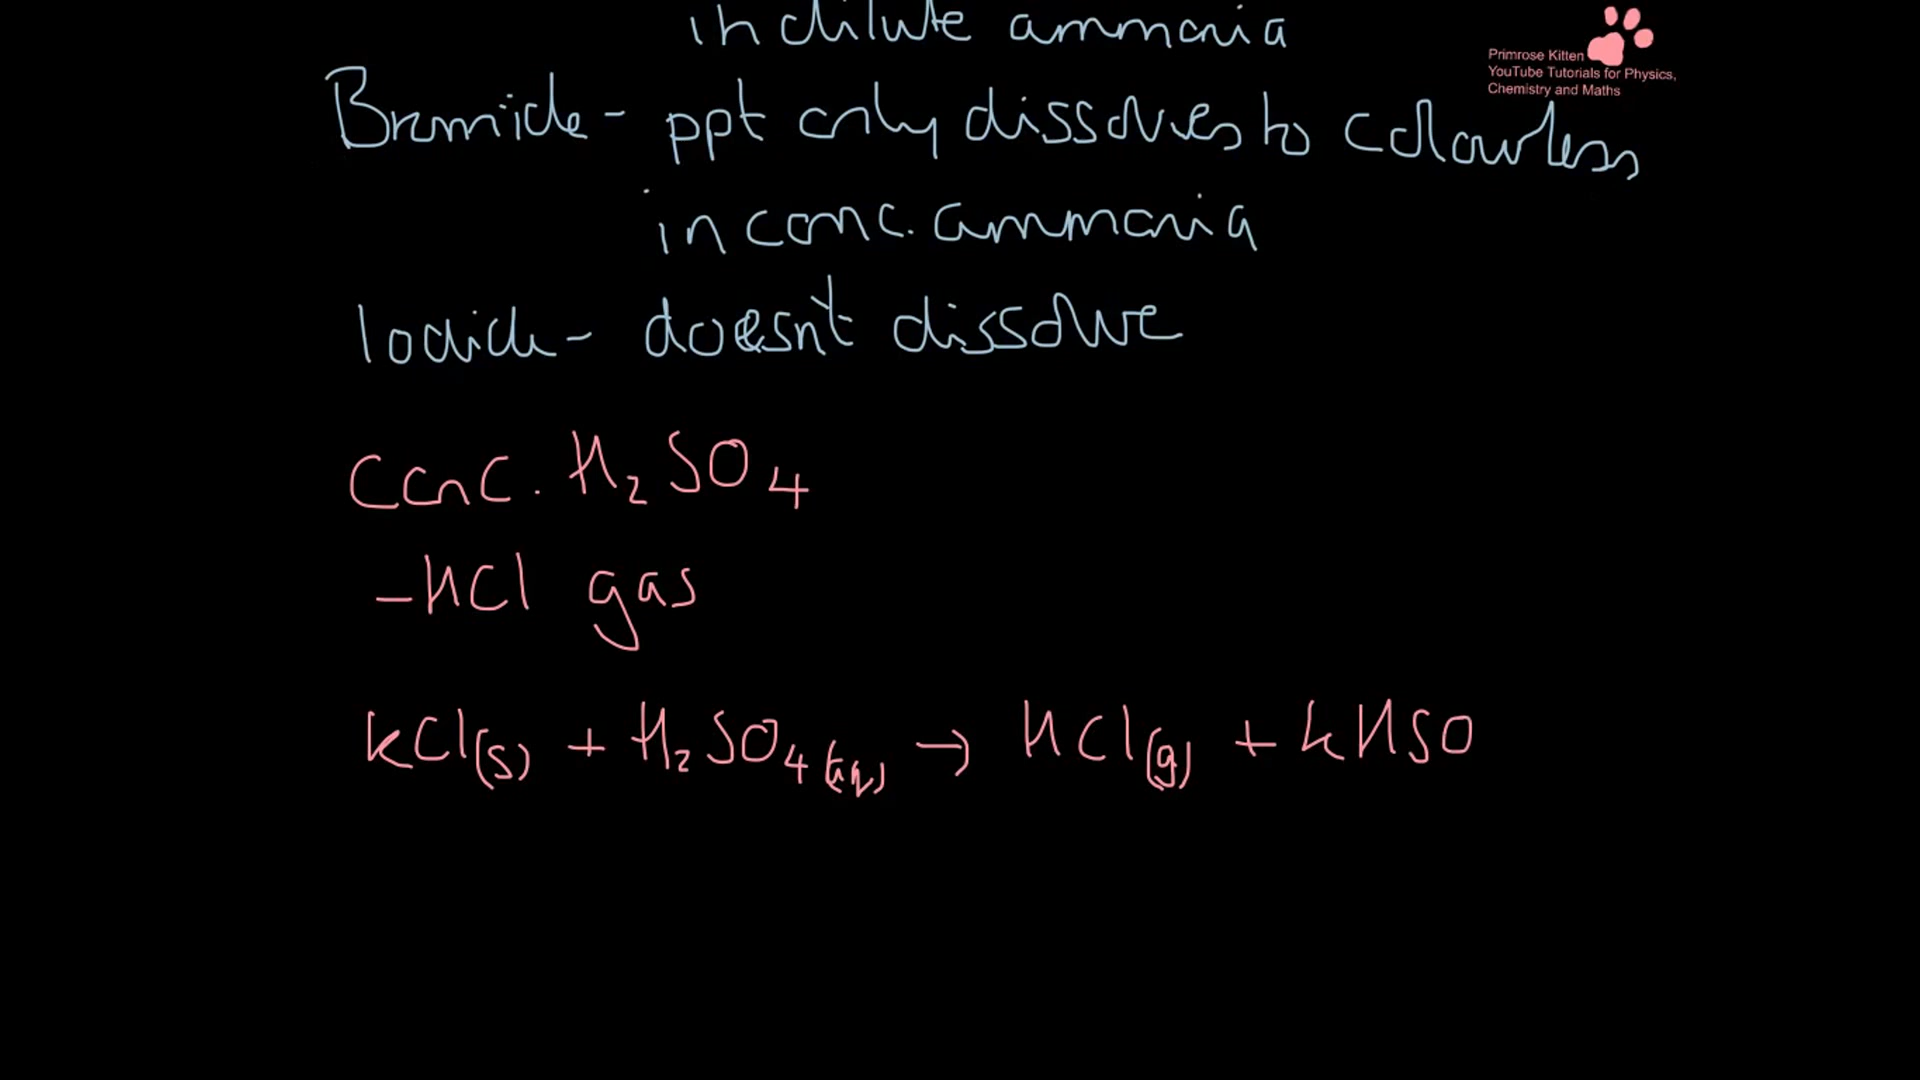 in dilute ammonia
Primrose Kitten
YouTube Tutorials for Physics,
Chemistry and Maths
Bromide - ppt only dissolves to colourless
in conc. ammonia
Iodide - doesn't dissolve
conc. H₂SO₄
- HCl gas
KCl(s) + H₂SO₄(aq) → HCl(g) + KHSO